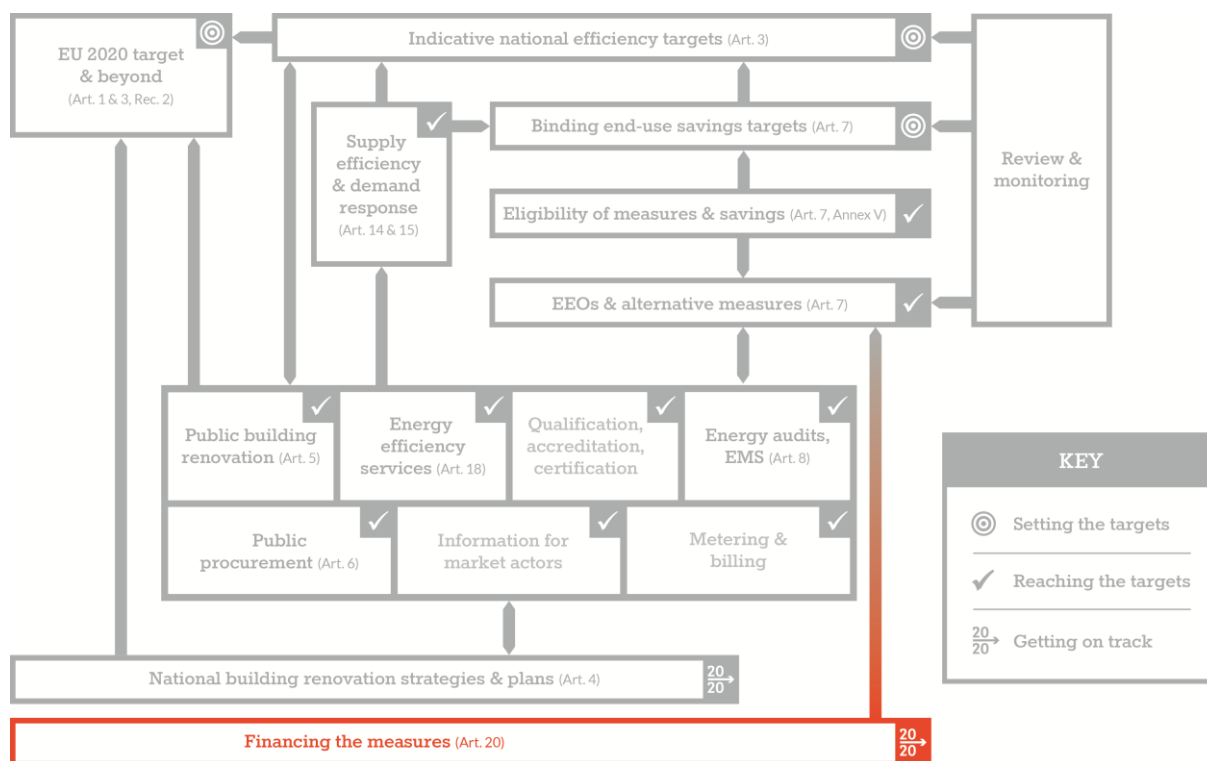 EU 2020 target
& beyond
(Art. 1 & 3, Rec. 2)
Indicative national efficiency targets (Art. 3)
Supply
efficiency
& demand
response
(Art. 14 & 15)
Binding end-use savings targets (Art. 7)
Eligibility of measures & savings (Art. 7, Annex V)
EEOs & alternative measures (Art. 7)
Review &
monitoring
Public building
renovation (Art. 5)
Energy
efficiency
services (Art. 18)
Qualification,
accreditation,
certification
Energy audits,
EMS (Art. 8)
Public
procurement (Art. 6)
Information for
market actors
Metering &
billing
National building renovation strategies & plans (Art. 4)
20
20
Financing the measures (Art. 20)
20
20
KEY
Setting the targets
Reaching the targets
20
20
Getting on track